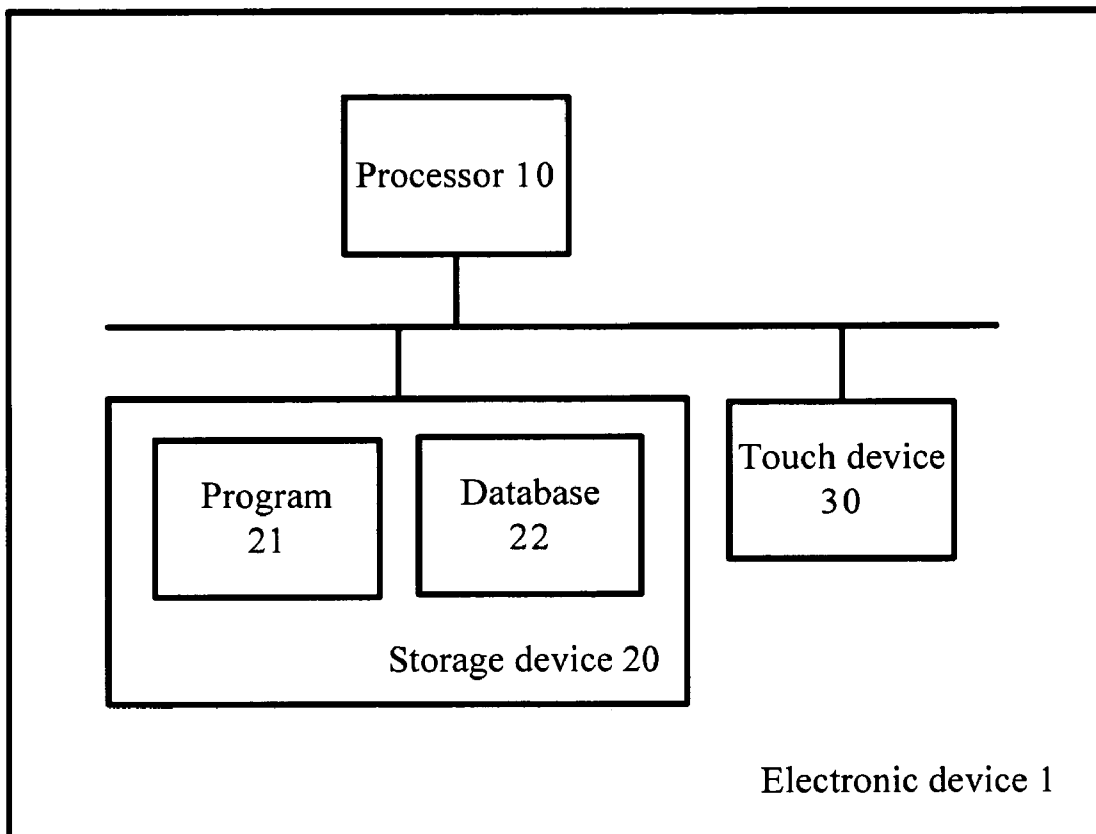 Processor 10
Program
21
Database
22
Touch device
30
Storage device 20
Electronic device 1